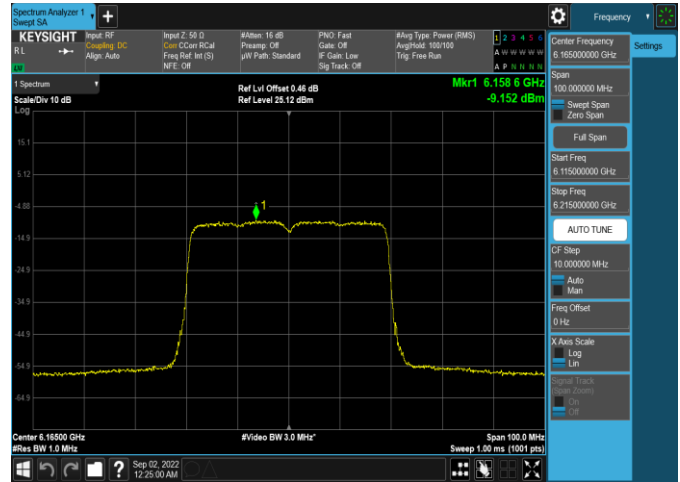 Spectrum Analyzer 1
Swept SA
+
Frequency
KEYSIGHT
RL
LW
Input: RF
Coupling: DC
Align: Auto
Input Z: 50 Ω
Corr CCorr RCal
Freq Ref: Int (S)
NFE: Off
#Atten: 16 dB
Preamp: Off
µW Path: Standard
PNO: Fast
Gate: Off
IF Gain: Low
Sig Track: Off
#Avg Type: Power (RMS)
Avg|Hold: 100/100
Trig: Free Run
1 2 3 4 5 6
A W W W W W
A P N N N N
1 Spectrum
Scale/Div 10 dB
Log
Ref Lvl Offset 0.46 dB
Ref Level 25.12 dBm
Mkr1 6.158 6 GHz
-9.152 dBm
15.1
5.12
-4.88
-14.9
-24.9
-34.9
-44.9
-54.9
-64.9
1
Center 6.16500 GHz
#Res BW 1.0 MHz
#Video BW 3.0 MHz*
Span 100.0 MHz
Sweep 1.00 ms (1001 pts)
?
Sep 02, 2022
12:25:00 AM
Center Frequency
6.165000000 GHz
Span
100.000000 MHz
Swept Span
Zero Span
Full Span
Start Freq
6.115000000 GHz
Stop Freq
6.215000000 GHz
AUTO TUNE
CF Step
10.000000 MHz
Auto
Man
Freq Offset
0 Hz
X Axis Scale
Log
Lin
Signal Track
(Span Zoom)
On
Off
Settings